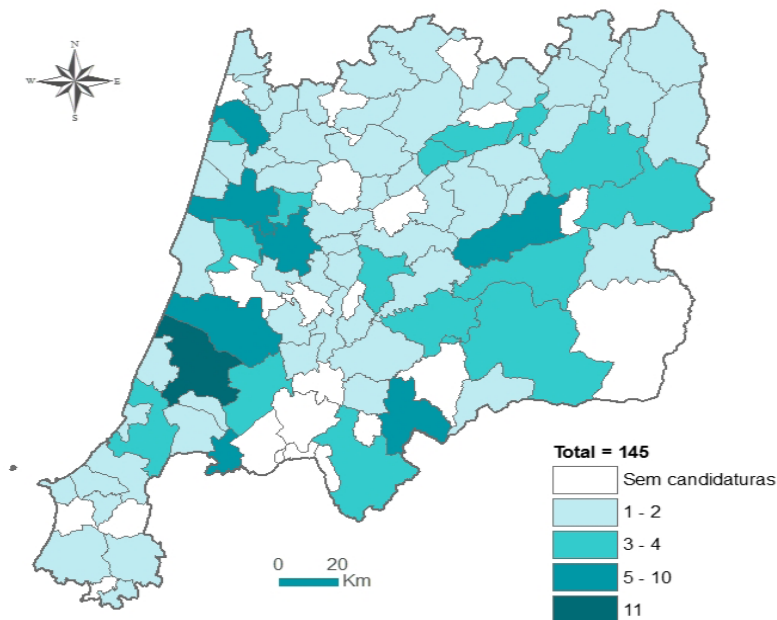 N
W E
S
Total = 145
Sem candidaturas
1 - 2
3 - 4
5 - 10
11
0 20
Km